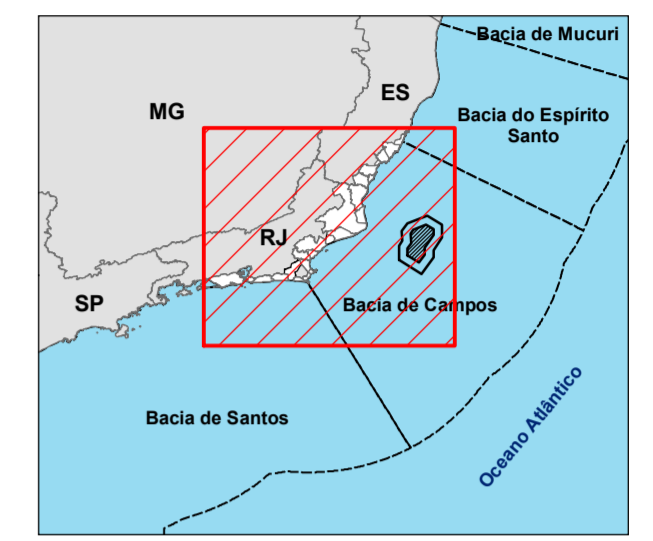 Bacia de Mucuri
ES
MG
Bacia do Espírito
Santo
RJ
SP
Bacia de Campos
Bacia de Santos
Oceano Atlântico